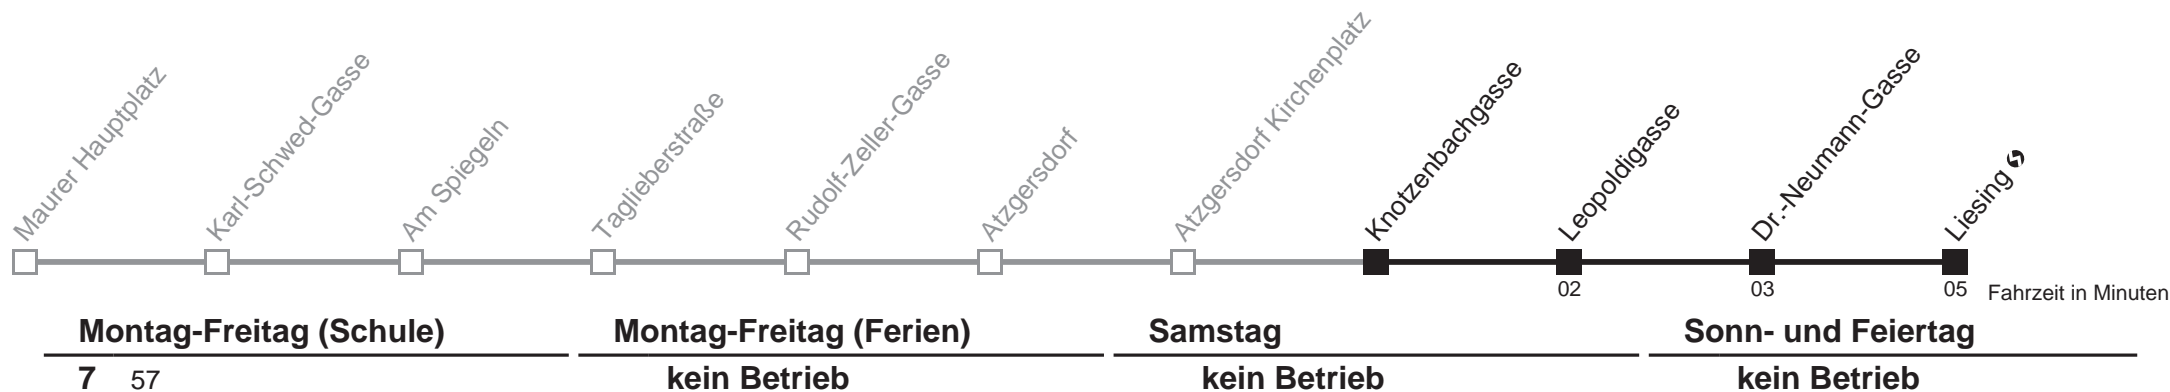 Maurer Hauptplatz
Karl-Schwed-Gasse
Am Spiegeln
Taglieberstraße
Rudolf-Zeller-Gasse
Atzgersdorf
Atzgersdorf Kirchenplatz
Knotzenbachgasse
Leopoldigasse
Dr.-Neumann-Gasse
Liesing
02 03 05 Fahrzeit in Minuten
Montag-Freitag (Schule) Montag-Freitag (Ferien) Samstag Sonn- und Feiertag
7 57 kein Betrieb kein Betrieb kein Betrieb